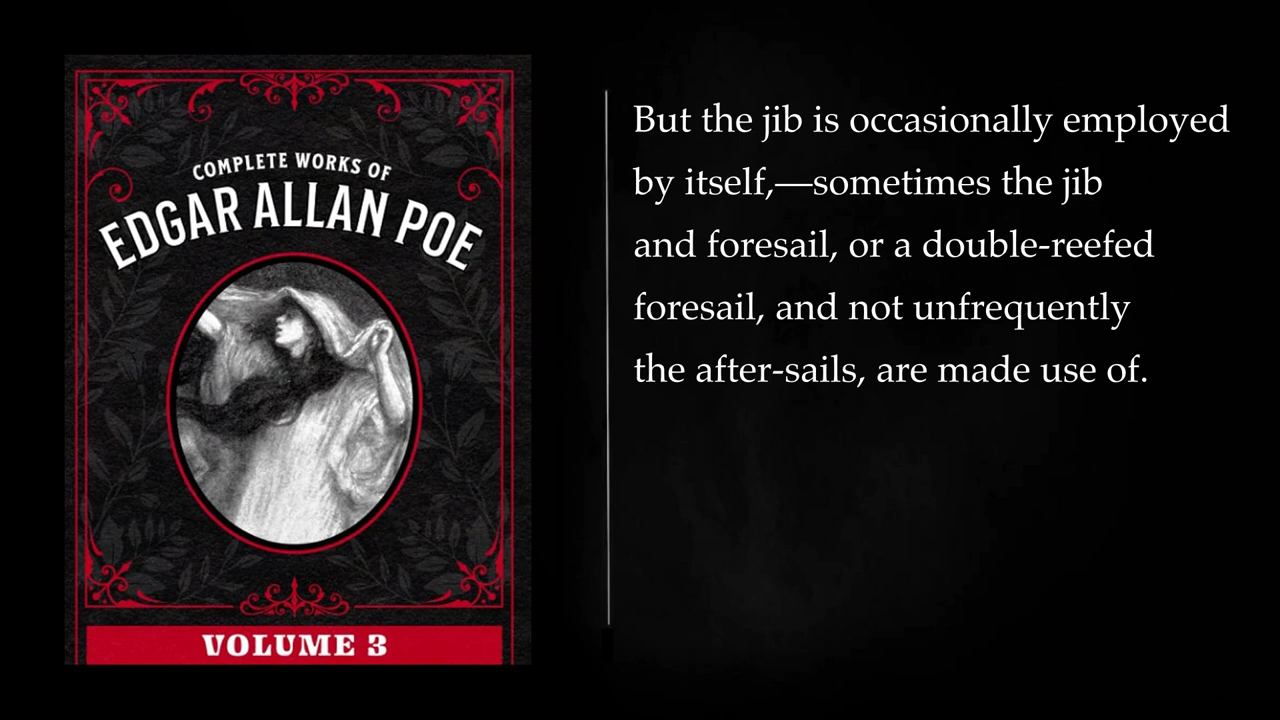 COMPLETE WORKS OF
EDGAR ALLAN POE
VOLUME 3
But the jib is occasionally employed
by itself,—sometimes the jib
and foresail, or a double-reefed
foresail, and not unfrequently
the after-sails, are made use of.